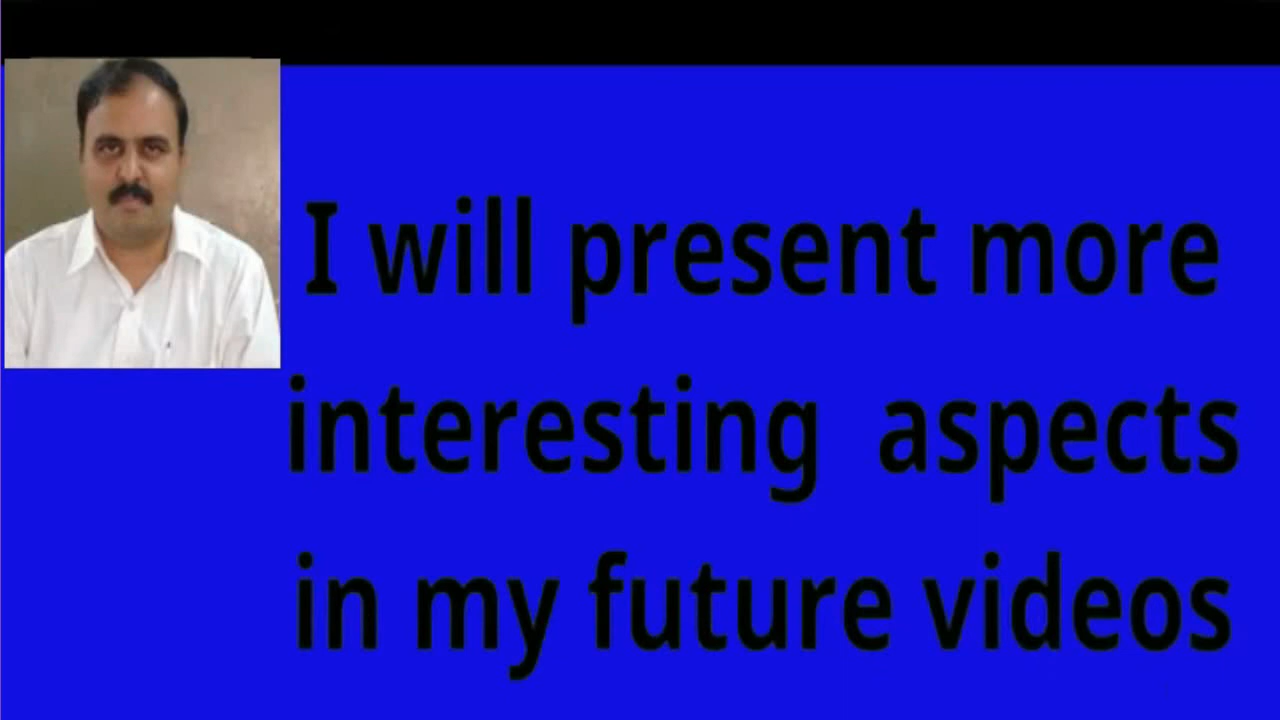 I will present more
interesting  aspects
in my future videos